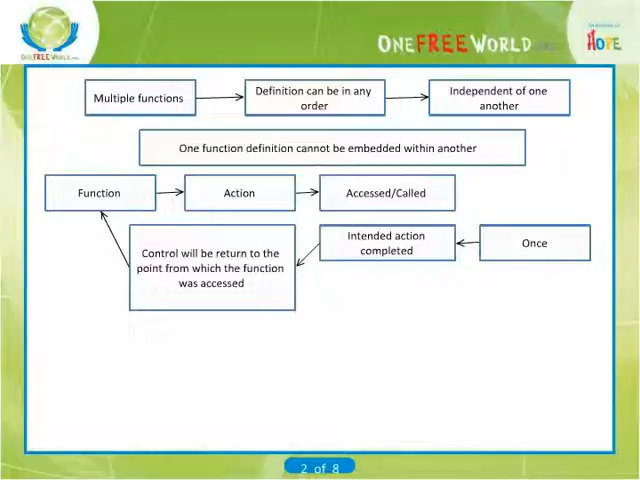 ONEFREEWORLD
ONEFREEWORLD
HOPE
Multiple functions
Definition can be in any
order
Independent of one
another
One function definition cannot be embedded within another
Function
Action
Accessed/Called
Control will be return to the
point from which the function
was accessed
Intended action
completed
Once
2 of 8